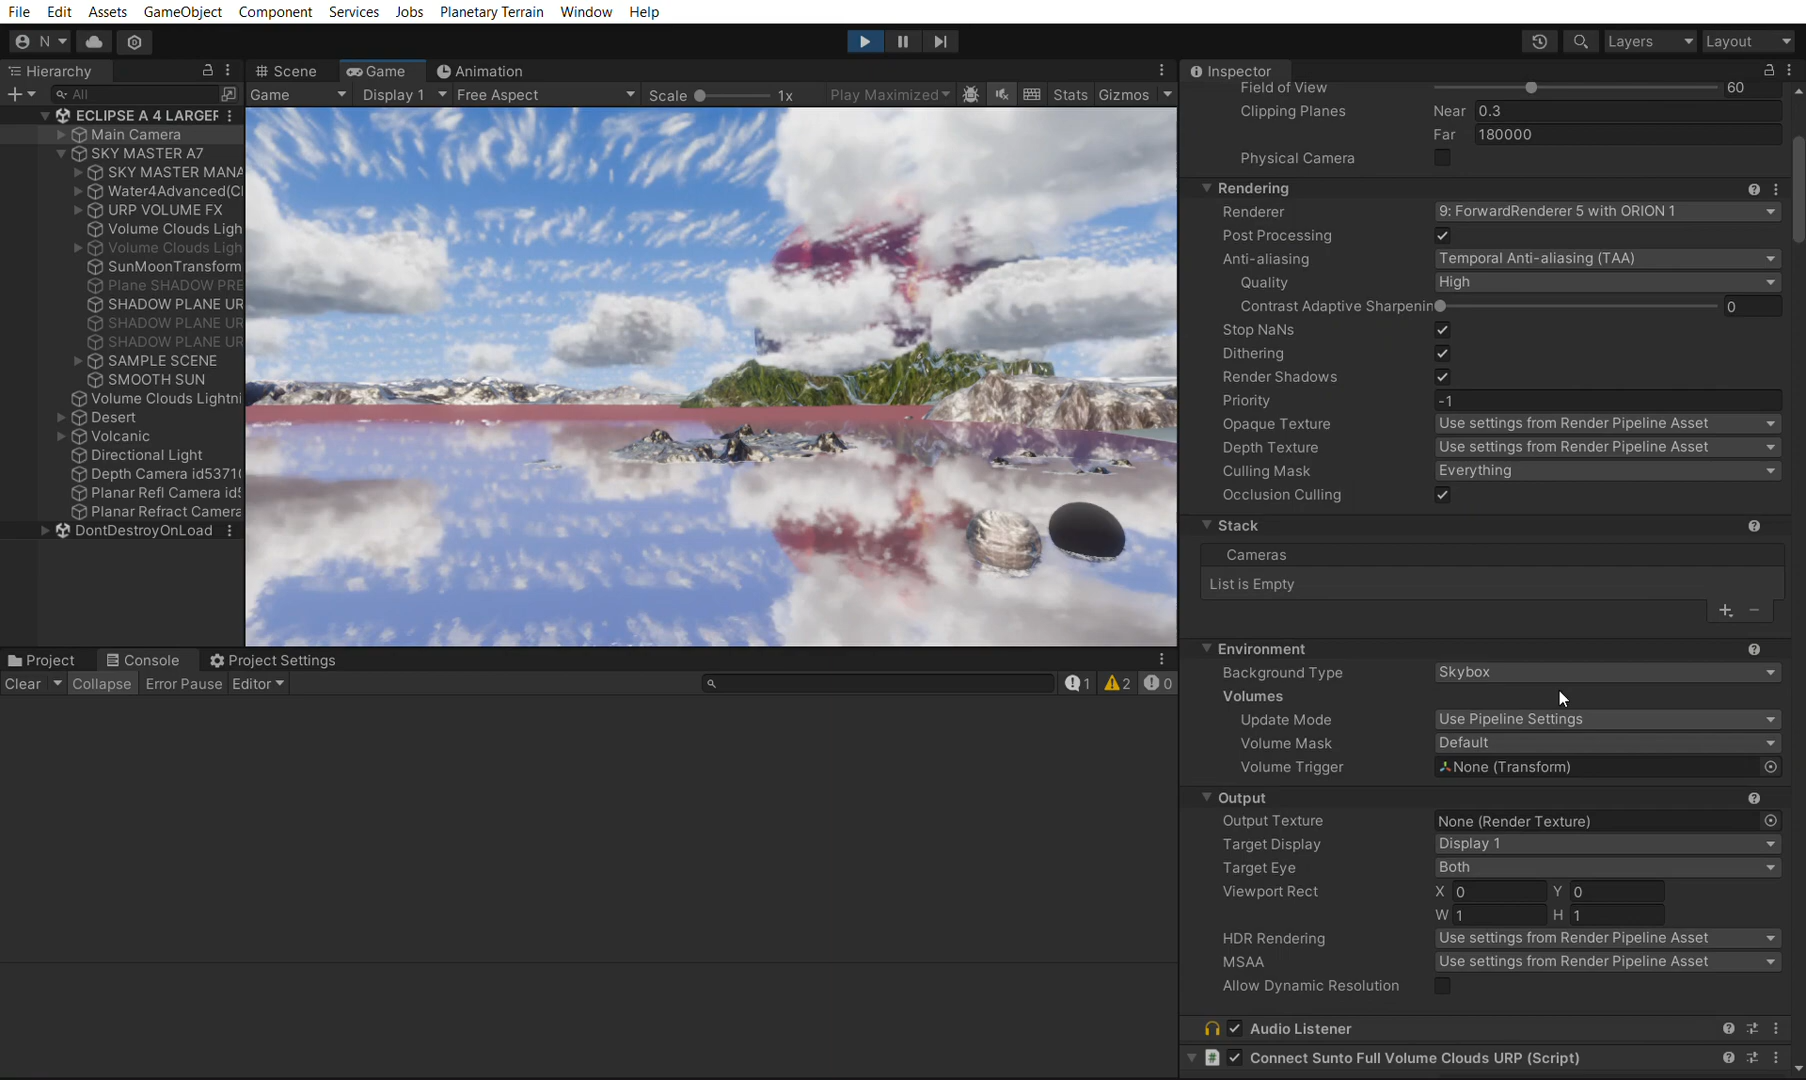 File Edit Assets GameObject Component Services Jobs Planetary Terrain Window Help
N Layers Layout
Hierarchy Scene Game Animation Inspector
All Game Display 1 Free Aspect Scale 1x Play Maximized Stats Gizmos
ECLIPSE A 4 LARGER
Main Camera
SKY MASTER A7
SKY MASTER MANA
Water4Advanced(Cl
URP VOLUME FX
Volume Clouds Ligh
Volume Clouds Ligh
SunMoonTransform
Plane SHADOW PRE
SHADOW PLANE UR
SHADOW PLANE UR
SHADOW PLANE UR
SAMPLE SCENE
SMOOTH SUN
Volume Clouds Lightni
Desert
Volcanic
Directional Light
Depth Camera id5371(
Planar Refl Camera id5
Planar Refract Camera
DontDestroyOnLoad
Field of View 60
Clipping Planes Near 0.3
Far 180000
Physical Camera
Rendering
Renderer 9: ForwardRenderer 5 with ORION 1
Post Processing
Anti-aliasing Temporal Anti-aliasing (TAA)
Quality High
Contrast Adaptive Sharpenin 0
Stop NaNs
Dithering
Render Shadows
Priority -1
Opaque Texture Use settings from Render Pipeline Asset
Depth Texture Use settings from Render Pipeline Asset
Culling Mask Everything
Occlusion Culling
Stack
Cameras
List is Empty
Environment
Background Type Skybox
Volumes
Update Mode Use Pipeline Settings
Volume Mask Default
Volume Trigger None (Transform)
Output
Output Texture None (Render Texture)
Target Display Display 1
Target Eye Both
Viewport Rect X 0 Y 0
W 1 H 1
HDR Rendering Use settings from Render Pipeline Asset
MSAA Use settings from Render Pipeline Asset
Allow Dynamic Resolution
Audio Listener
Connect Sunto Full Volume Clouds URP (Script)
Project Console Project Settings
Clear Collapse Error Pause Editor 1 2 0